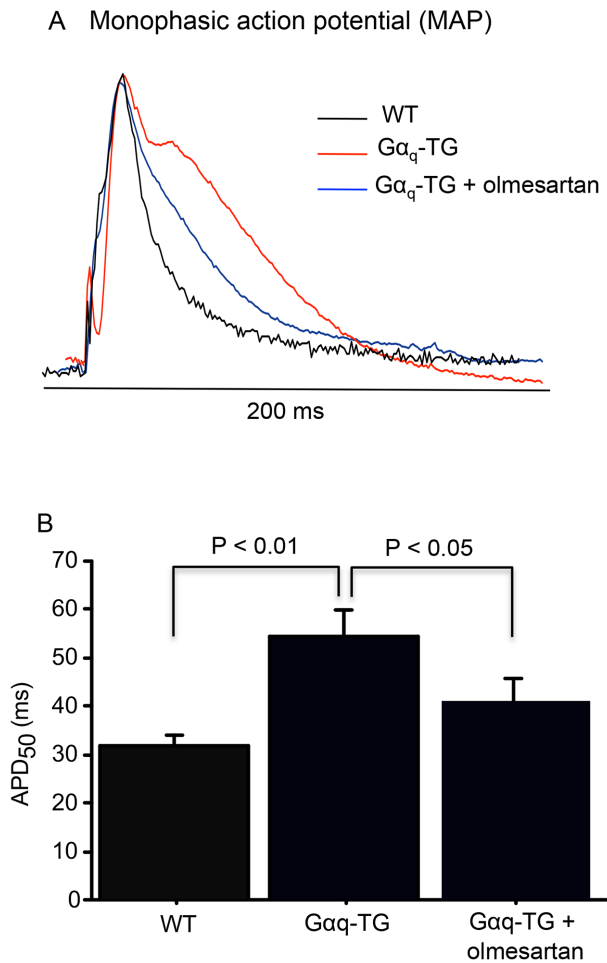 A Monophasic action potential (MAP)
WT
Gαq-TG
Gαq-TG + olmesartan
200 ms
B
P < 0.01
P < 0.05
70
60
50
40
30
20
10
0
APD50 (ms)
WT
Gαq-TG
Gαq-TG +
olmesartan